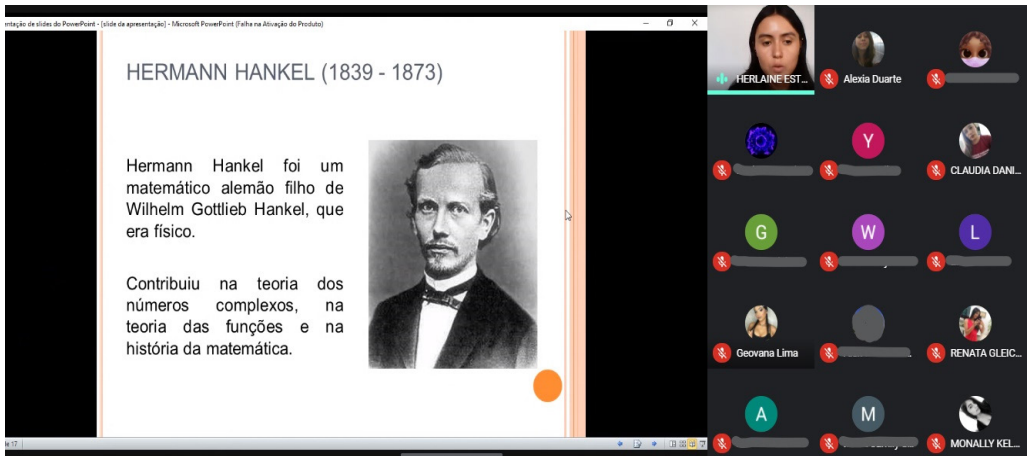 entação de slides do PowerPoint - [slide da apresentação] - Microsoft PowerPoint (Falha na Ativação do Produto)
HERMANN HANKEL (1839 - 1873)
Hermann Hankel foi um
matemático alemão filho de
Wilhelm Gottlieb Hankel, que
era físico.
Contribuiu na teoria dos
números complexos, na
teoria das funções e na
história da matemática.
de 17
HERLAINE EST...
Alexia Duarte
Y
CLAUDIA DANI...
G
W
L
Geovana Lima
RENATA GLEIC...
A
M
MONALLY KEL...